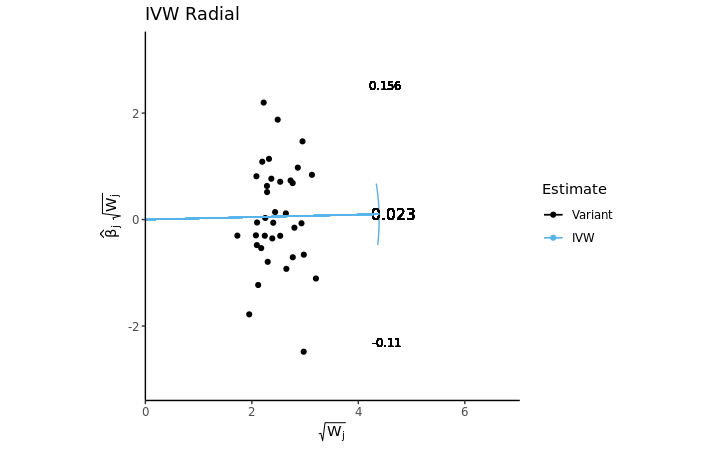 IVW Radial
0.156
2
0
-2
β̂j √Wj
0.023
-0.11
0
2
4
6
√Wj
Estimate
Variant
IVW